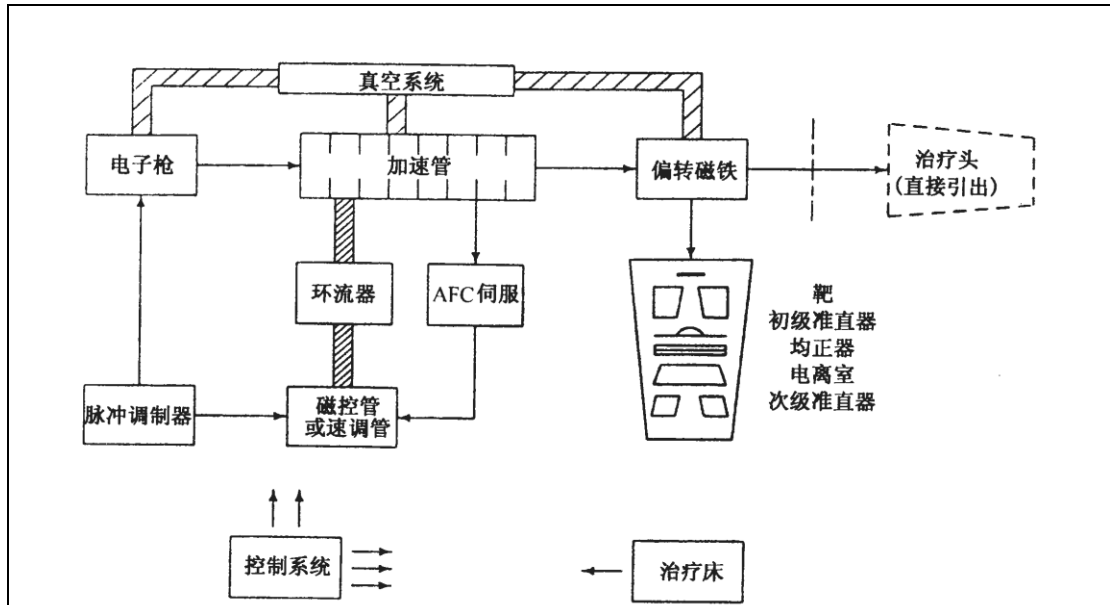 真空系统
电子枪
加速管
偏转磁铁
治疗头
(直接引出)
环流器
AFC伺服
靶
初级准直器
均正器
电离室
次级准直器
脉冲调制器
磁控管
或速调管
控制系统
治疗床